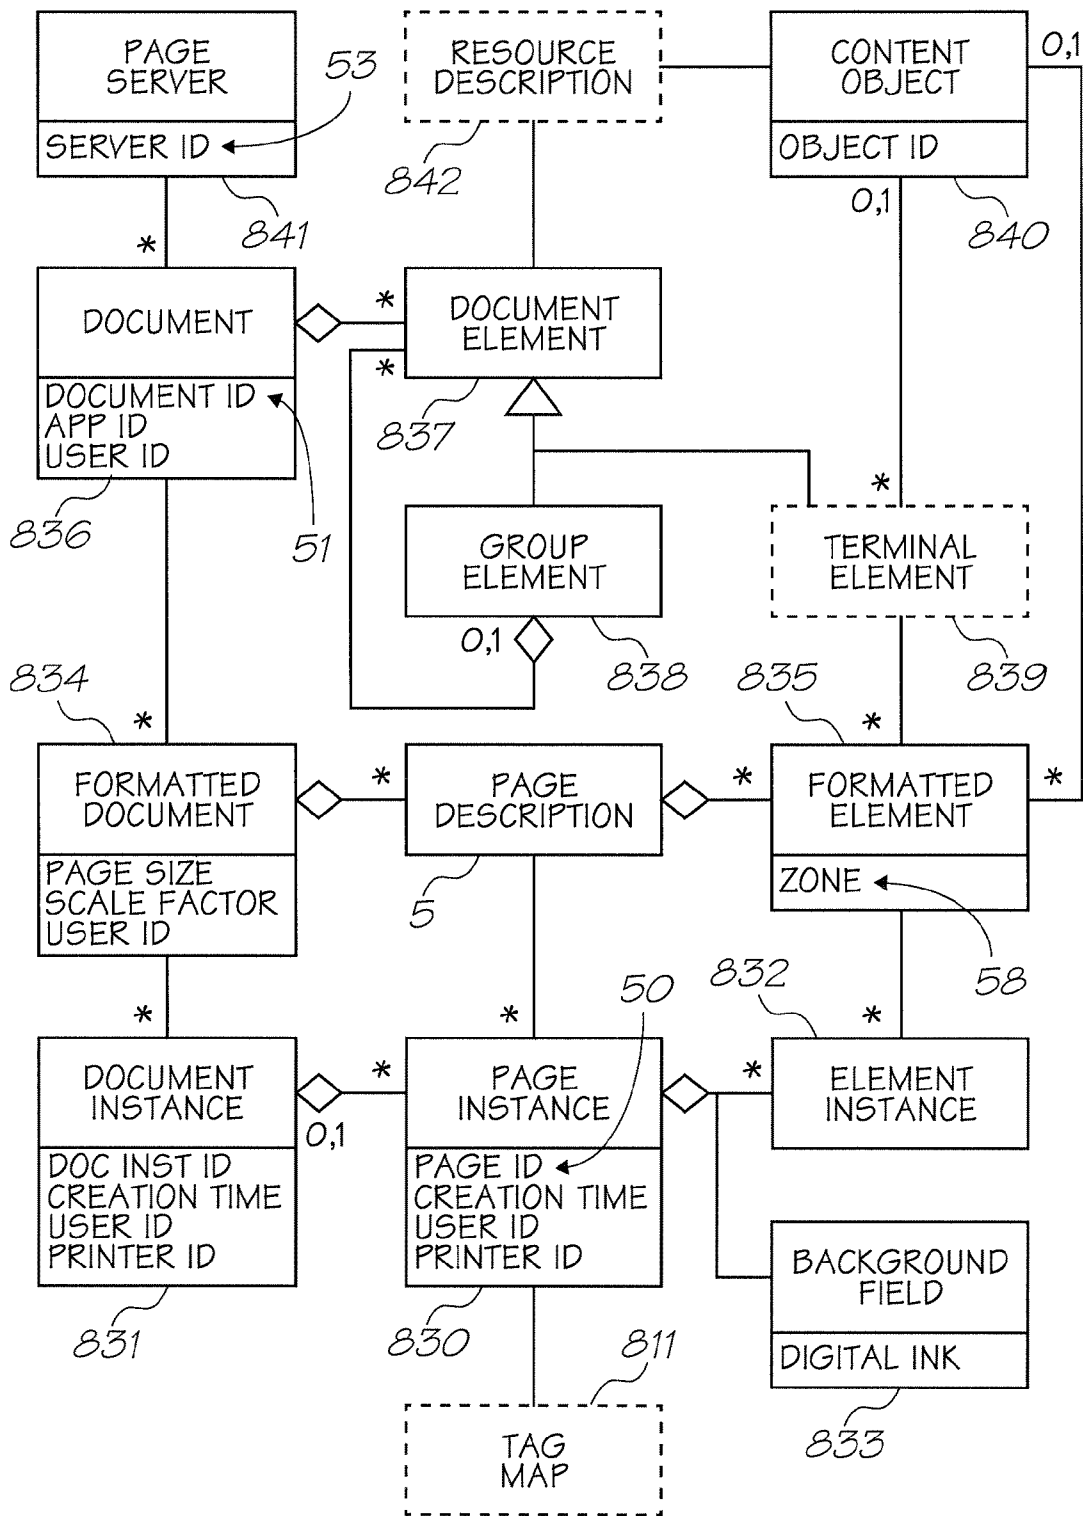 PAGE
SERVER
SERVER ID
53
841
*
RESOURCE
DESCRIPTION
842
CONTENT
OBJECT
OBJECT ID
0,1
0,1
840
DOCUMENT
DOCUMENT ID
APP ID
USER ID
836
51
*
*
DOCUMENT
ELEMENT
837
GROUP
ELEMENT
0,1
838
*
TERMINAL
ELEMENT
839
834
*
FORMATTED
DOCUMENT
PAGE SIZE
SCALE FACTOR
USER ID
*
PAGE
DESCRIPTION
5
835
*
*
*
FORMATTED
ELEMENT
ZONE
58
*
DOCUMENT
INSTANCE
0,1
DOC INST ID
CREATION TIME
USER ID
PRINTER ID
831
*
*
50
PAGE
INSTANCE
PAGE ID
CREATION TIME
USER ID
PRINTER ID
830
832
*
*
ELEMENT
INSTANCE
BACKGROUND
FIELD
DIGITAL INK
833
811
TAG
MAP